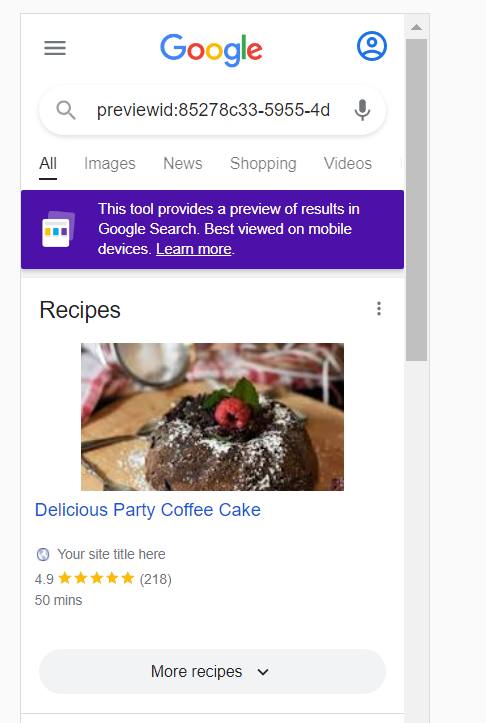 Google
previewid:85278c33-5955-4d
All Images News Shopping Videos
This tool provides a preview of results in
Google Search. Best viewed on mobile
devices. Learn more.
Recipes
Delicious Party Coffee Cake
Your site title here
4.9 ★★★★★ (218)
50 mins
More recipes